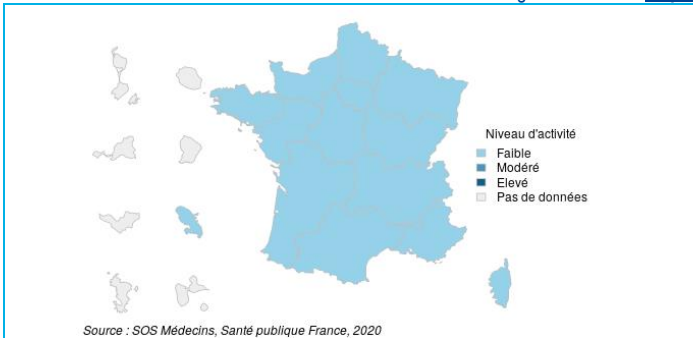 Niveau d'activité
Faible
Modéré
Elevé
Pas de données
Source : SOS Médecins, Santé publique France, 2020